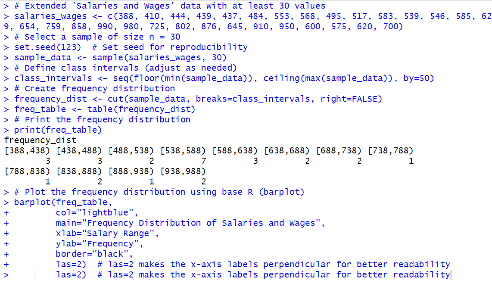 > # Extended 'Salaries and Wages' data with at least 30 values
> salaries_wages <- c(388, 410, 444, 439, 437, 484, 553, 568, 495, 517, 583, 539, 546, 585, 62
9, 654, 759, 858, 990, 980, 725, 802, 876, 645, 910, 950, 600, 575, 620, 700)
> # Select a sample of size n = 30
> set.seed(123)  # Set seed for reproducibility
> sample_data <- sample(salaries_wages, 30)
> # Define class intervals (adjust as needed)
> class_intervals <- seq(floor(min(sample_data)), ceiling(max(sample_data)), by=50)
> # Create frequency distribution
> frequency_dist <- cut(sample_data, breaks=class_intervals, right=FALSE)
> freq_table <- table(frequency_dist)
> # Print the frequency distribution
> print(freq_table)
frequency_dist
[388,438) [438,488) [488,538) [538,588) [588,638) [638,688) [688,738) [738,788)
3 3 2 7 3 2 2 1
[788,838) [838,888) [888,938) [938,988)
1 2 1 2
> # Plot the frequency distribution using base R (barplot)
> barplot(freq_table,
+ col="lightblue",
+ main="Frequency Distribution of Salaries and Wages",
+ xlab="Salary Range",
+ ylab="Frequency",
+ border="black",
+ las=2)  # las=2 makes the x-axis labels perpendicular for better readability
> las=2)  # las=2 makes the x-axis labels perpendicular for better readability